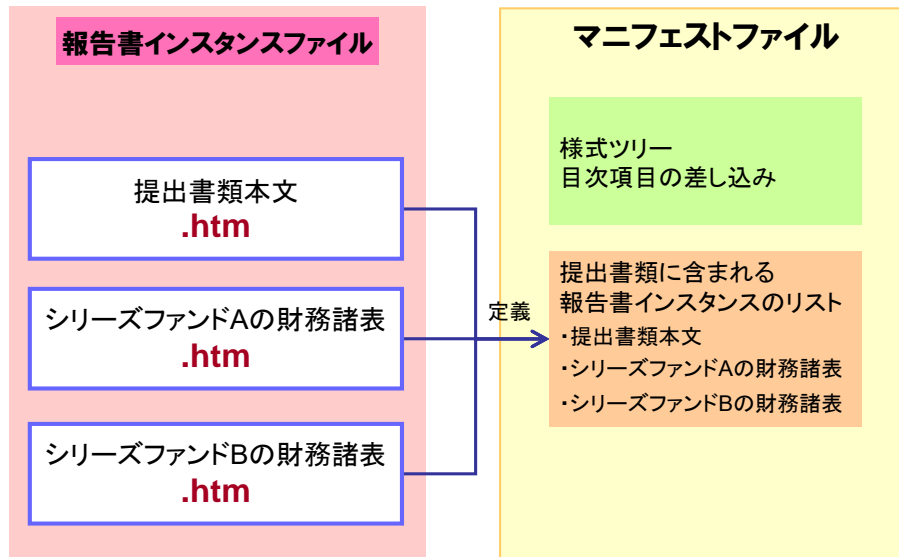 報告書インスタンスファイル
提出書類本文
.htm
シリーズファンドAの財務諸表
.htm
シリーズファンドBの財務諸表
.htm
定義
マニフェストファイル
様式ツリー
目次項目の差し込み
提出書類に含まれる
報告書インスタンスのリスト
・提出書類本文
・シリーズファンドAの財務諸表
・シリーズファンドBの財務諸表